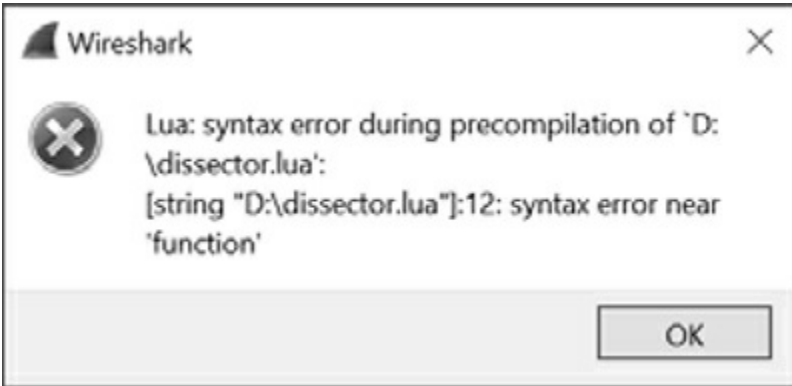 Wireshark
Lua: syntax error during precompilation of `D:
\dissector.lua':
[string "D:\dissector.lua"]:12: syntax error near
'function'
OK